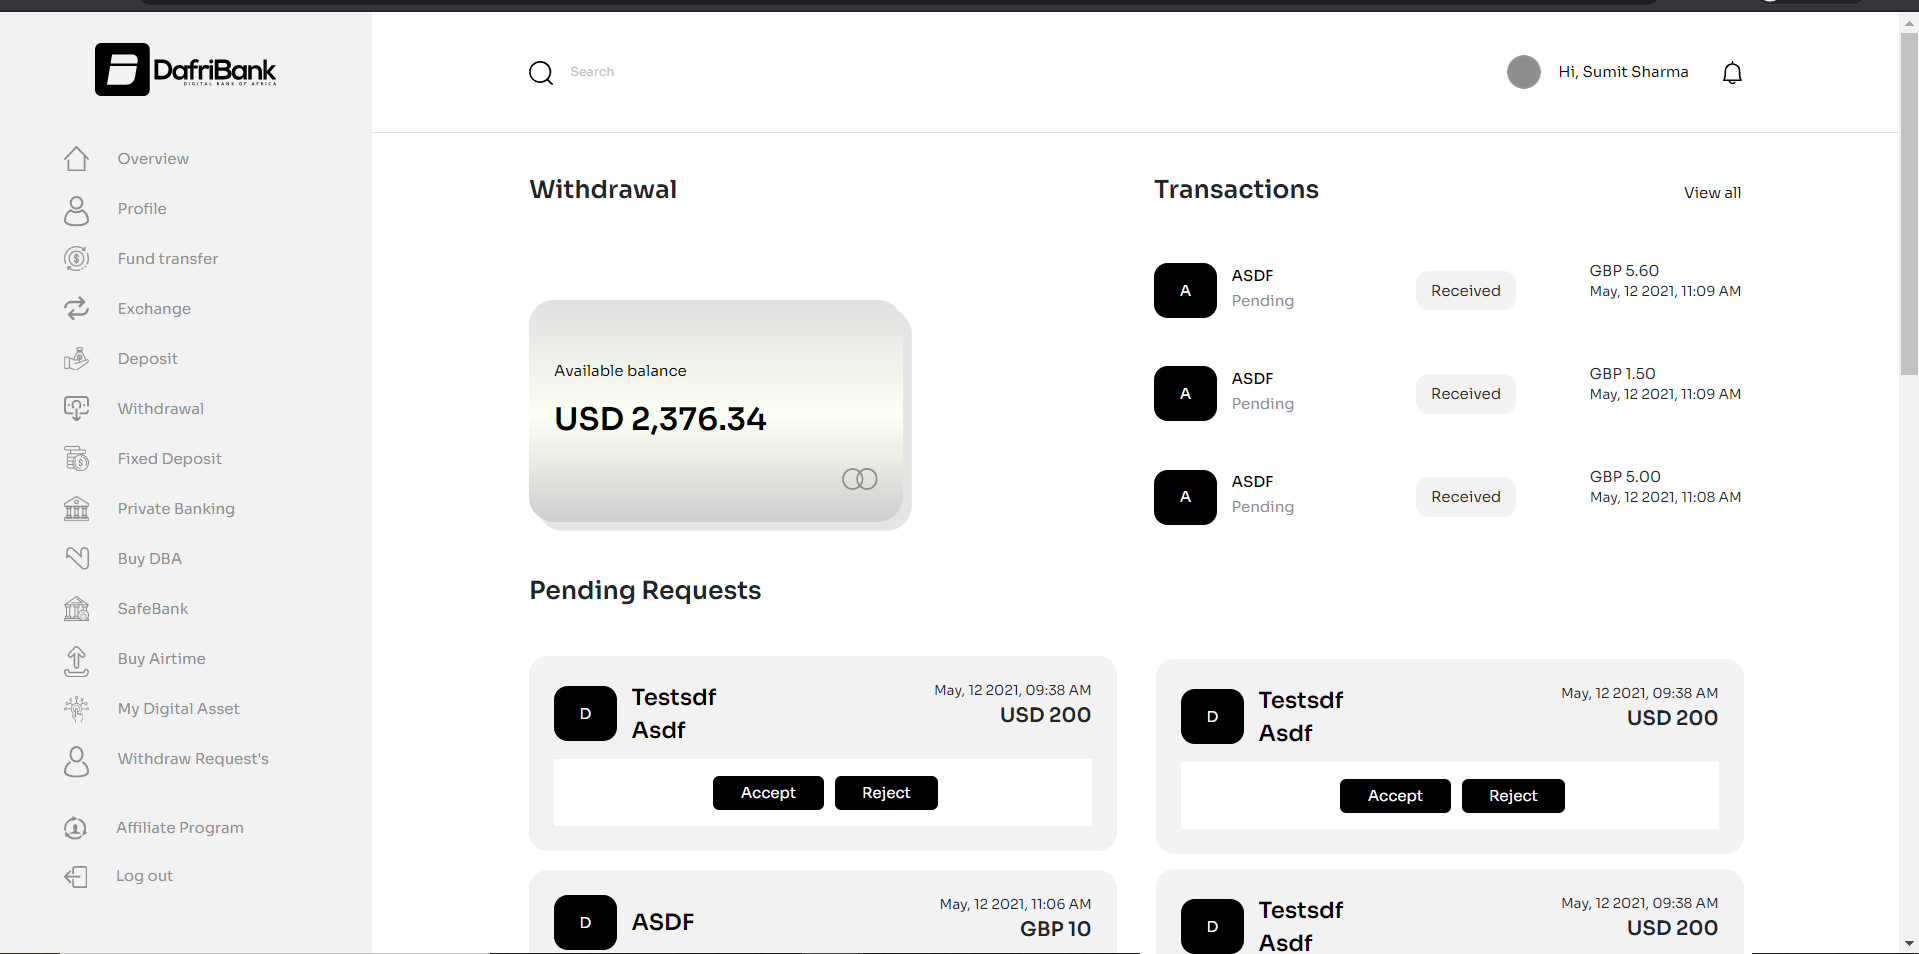 DafriBank
DIGITAL BANK OF AFRICA
Overview
Profile
Fund transfer
Exchange
Deposit
Withdrawal
Fixed Deposit
Private Banking
Buy DBA
SafeBank
Buy Airtime
My Digital Asset
Withdraw Request's
Affiliate Program
Log out
Search
Hi, Sumit Sharma
Withdrawal
Available balance
USD 2,376.34
Transactions
View all
A
ASDF
Pending
Received
GBP 5.60
May, 12 2021, 11:09 AM
A
ASDF
Pending
Received
GBP 1.50
May, 12 2021, 11:09 AM
A
ASDF
Pending
Received
GBP 5.00
May, 12 2021, 11:08 AM
Pending Requests
D
Testsdf
Asdf
May, 12 2021, 09:38 AM
USD 200
Accept
Reject
D
Testsdf
Asdf
May, 12 2021, 09:38 AM
USD 200
Accept
Reject
D
ASDF
May, 12 2021, 11:06 AM
GBP 10
D
Testsdf
Asdf
May, 12 2021, 09:38 AM
USD 200